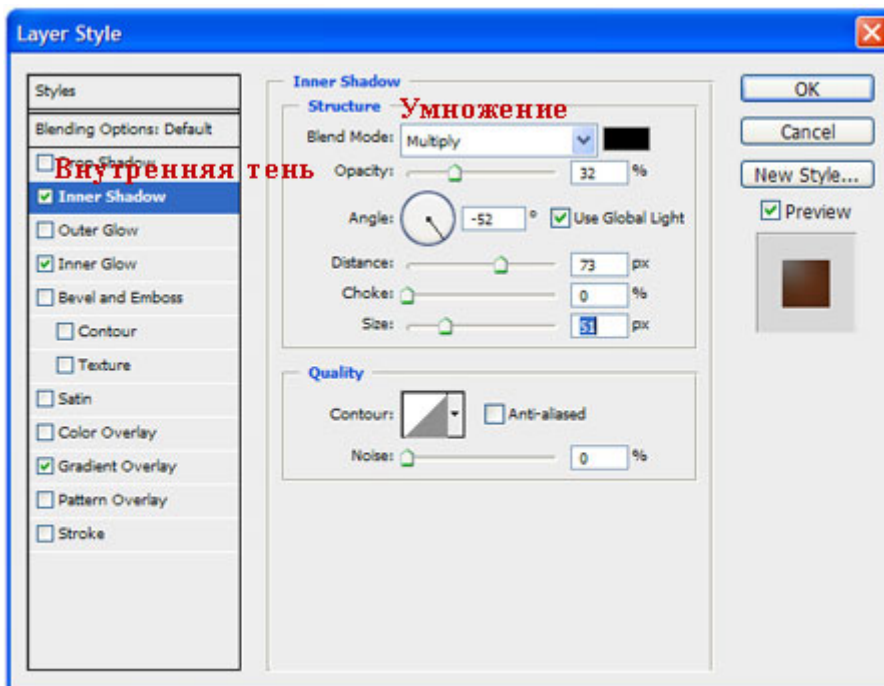 Layer Style
Styles
Blending Options: Default
Drop Shadow
Внутренняя тень
Inner Shadow
Outer Glow
Inner Glow
Bevel and Emboss
Contour
Texture
Satin
Color Overlay
Gradient Overlay
Pattern Overlay
Stroke
Inner Shadow
Structure
Умножение
Blend Mode: Multiply
Opacity: 32 %
Angle: -52 ° Use Global Light
Distance: 73 px
Choke: 0 %
Size: 51 px
Quality
Contour: Anti-aliased
Noise: 0 %
OK
Cancel
New Style...
Preview